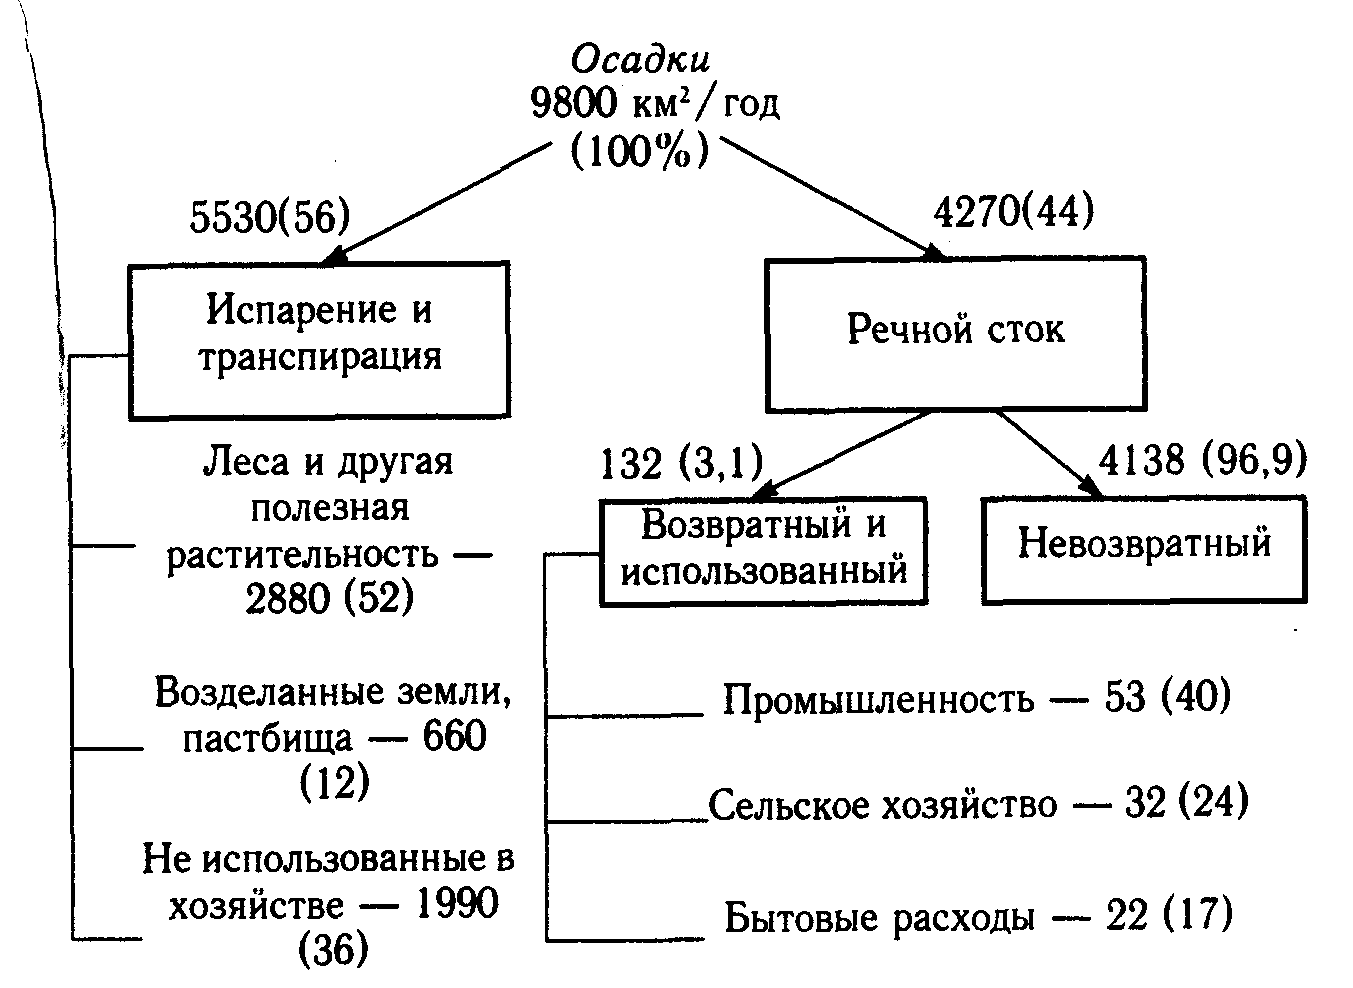 Осадки
9800 км²/год
(100%)
5530(56)
4270(44)
Испарение и
транспирация
Речной сток
Леса и другая
полезная
растительность —
2880 (52)
132 (3,1)
4138 (96,9)
Возвратный и
использованный
Невозвратный
Возделанные земли,
пастбища — 660
(12)
Не использованные в
хозяйстве — 1990
(36)
Промышленность — 53 (40)
Сельское хозяйство — 32 (24)
Бытовые расходы — 22 (17)